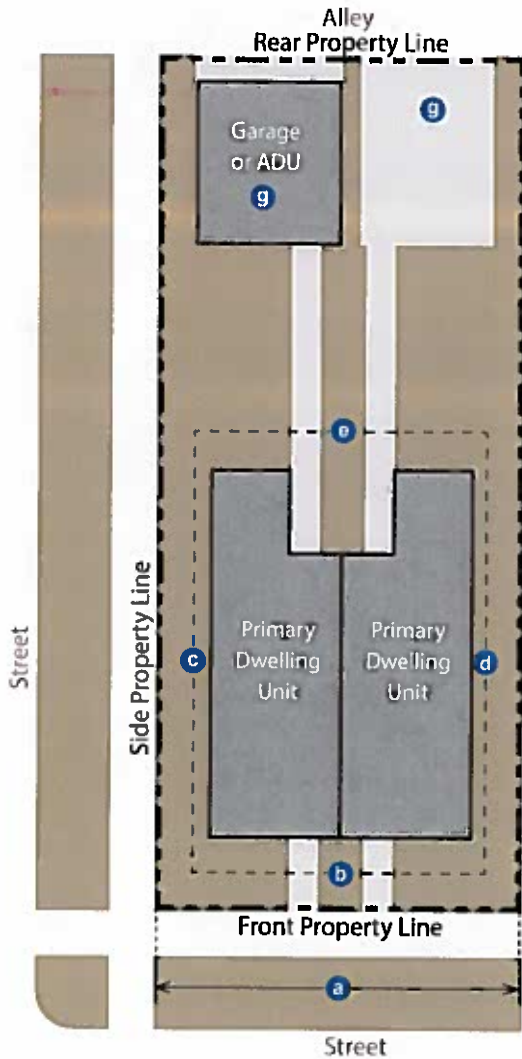 Alley
Rear Property Line
g
Garage
or ADU
g
e
Side Property Line
Street
Primary
Dwelling
Unit
Primary
Dwelling
Unit
c
d
b
Front Property Line
a
Street